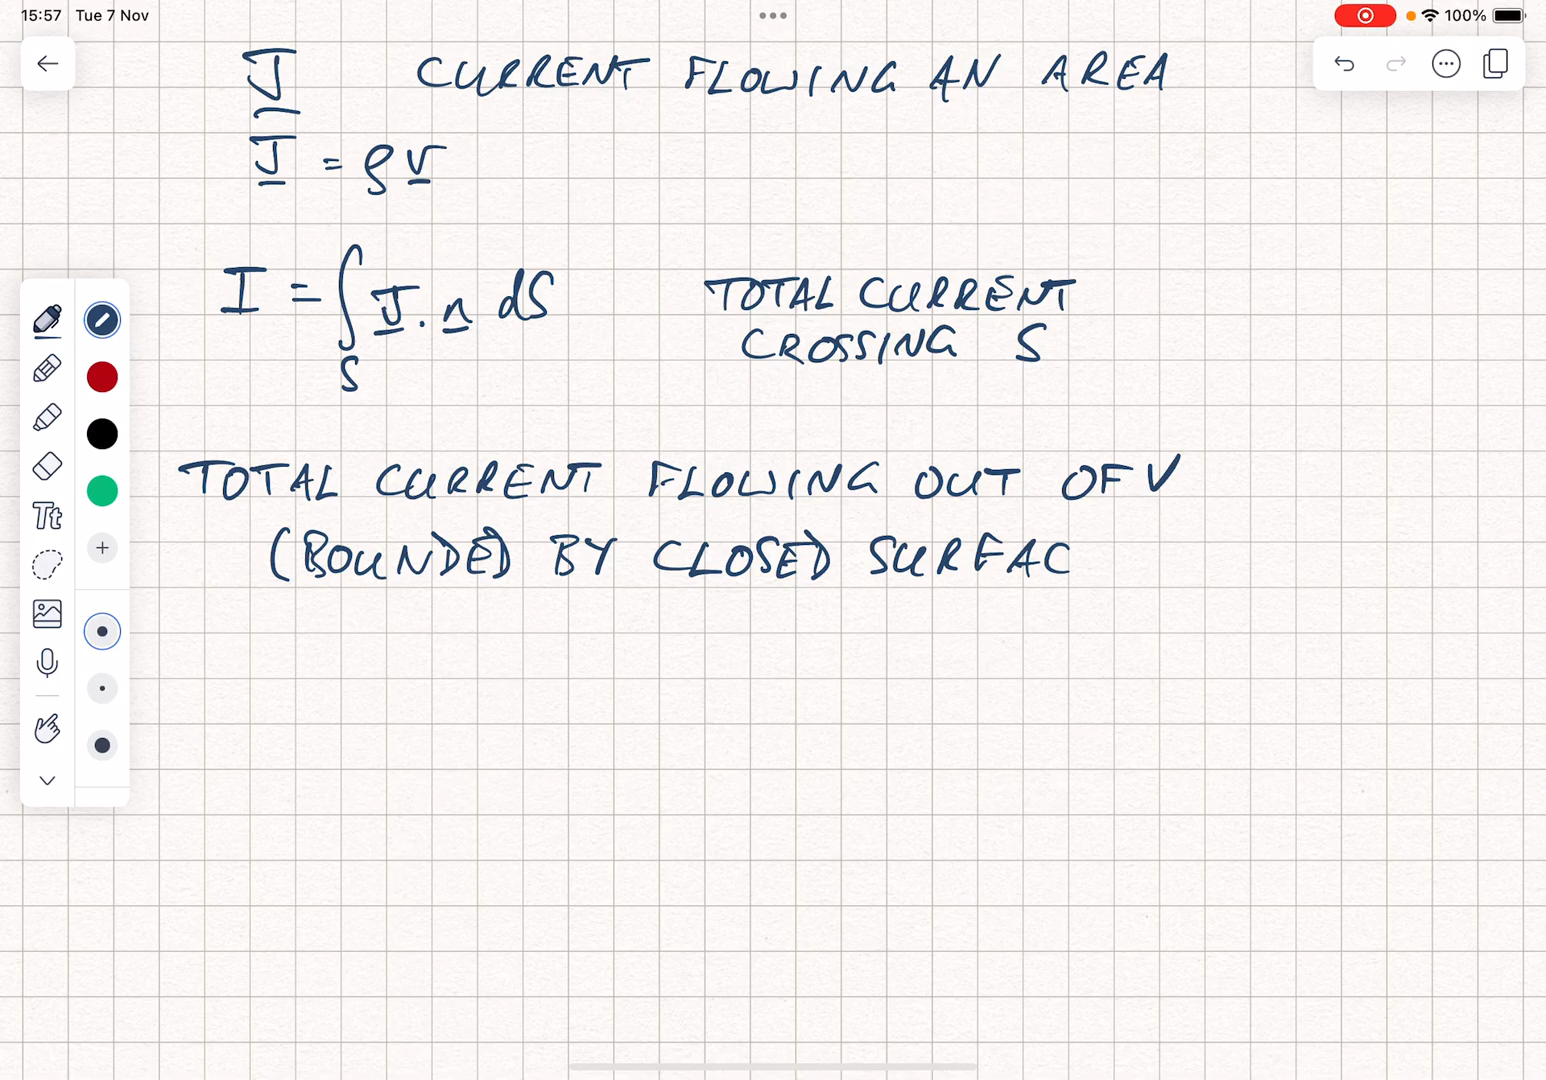 15:57 Tue 7 Nov
100%
J CURRENT FLOWING AN AREA
J = ρ v
I = ∫S J . n dS
TOTAL CURRENT
CROSSING S
TOTAL CURRENT FLOWING OUT OF V
(BOUNDED BY CLOSED SURFAC
Tt